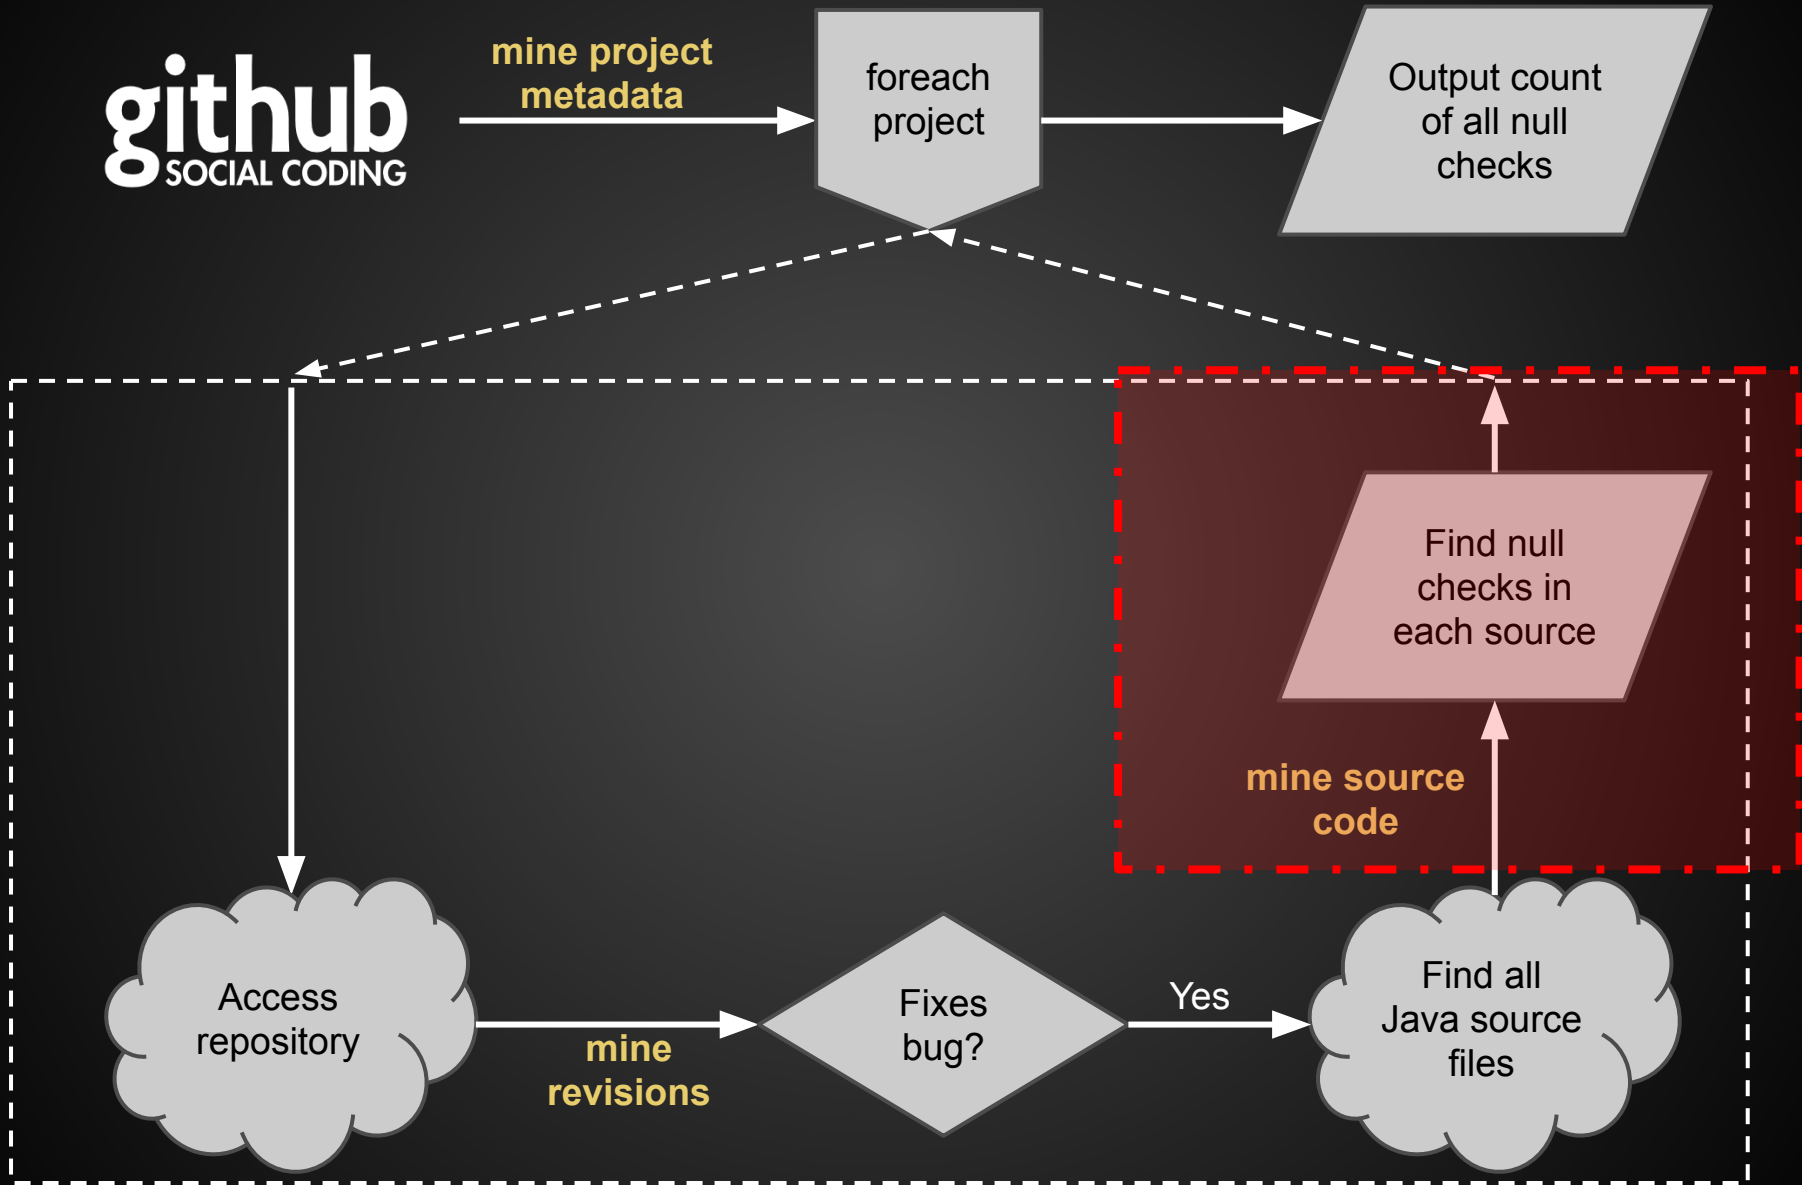 github
SOCIAL CODING
mine project
metadata
foreach
project
Output count
of all null
checks
Find null
checks in
each source
mine source
code
Access
repository
mine
revisions
Fixes
bug?
Yes
Find all
Java source
files